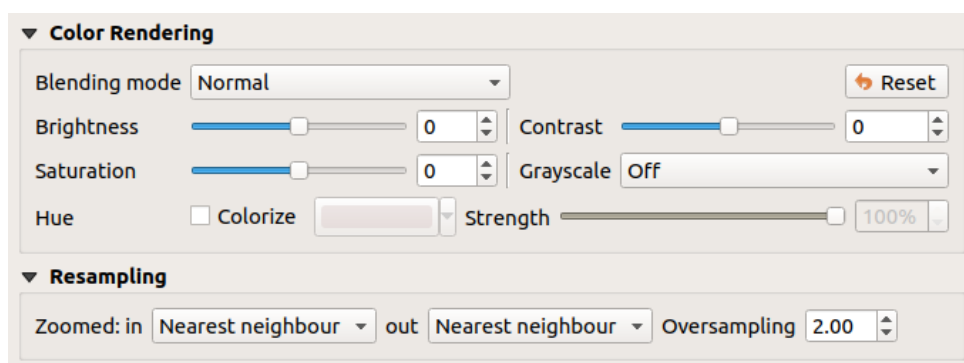 Color Rendering
Blending mode Normal Reset
Brightness 0 Contrast 0
Saturation 0 Grayscale Off
Hue Colorize Strength 100%
Resampling
Zoomed: in Nearest neighbour out Nearest neighbour Oversampling 2.00